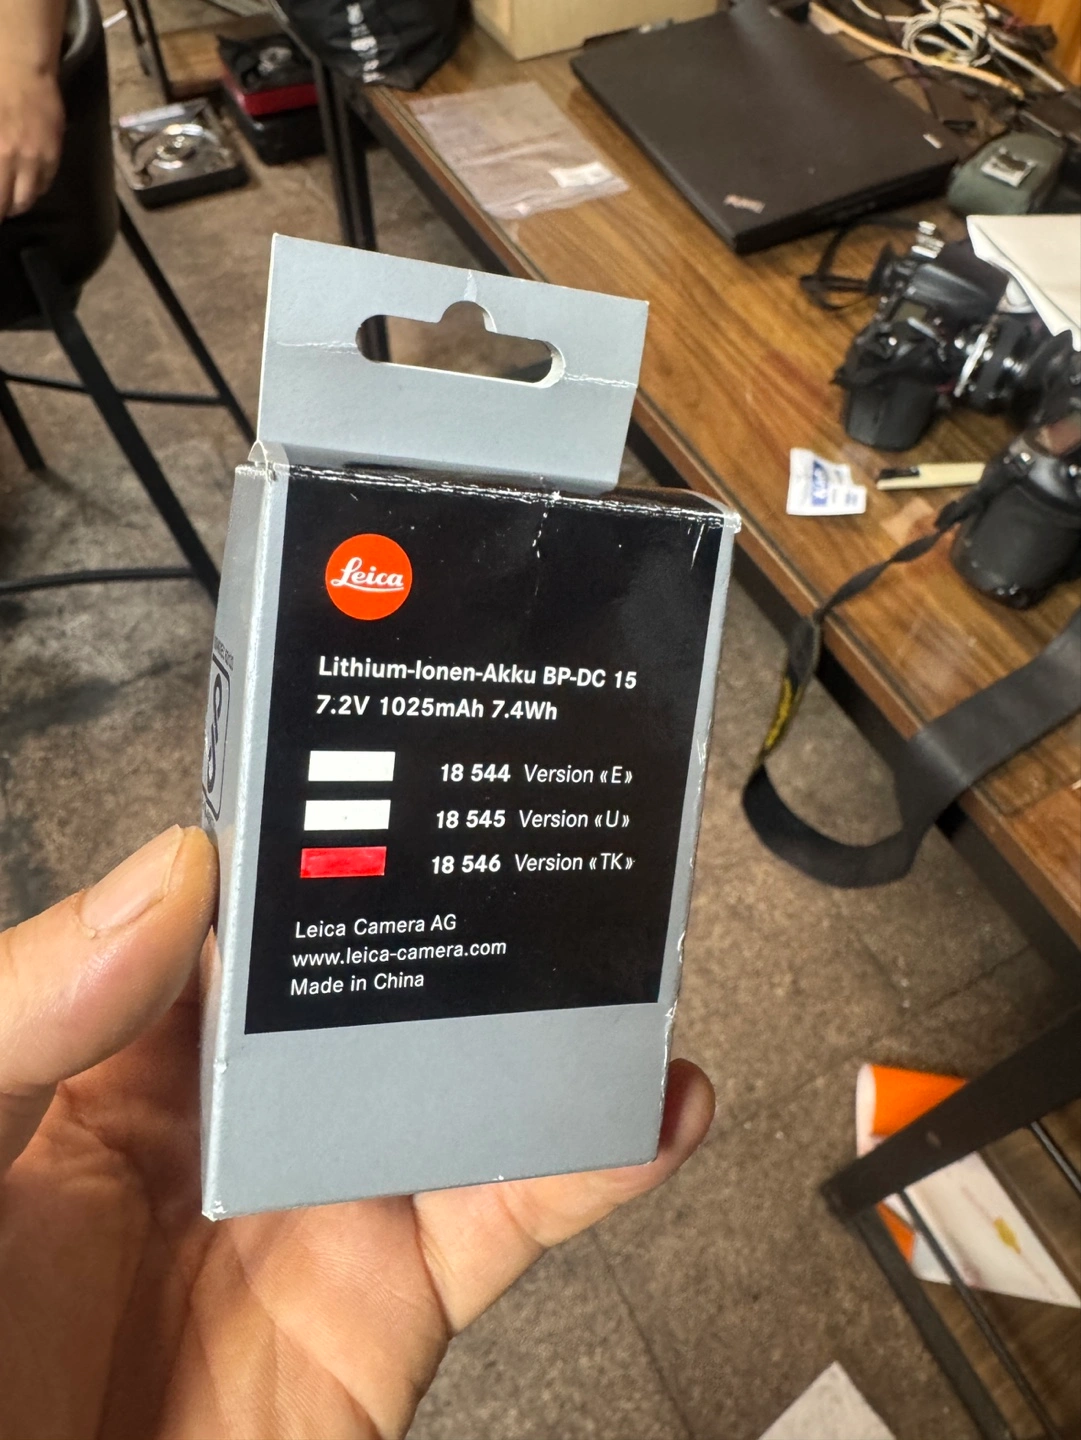 Leica
Lithium-Ionen-Akku BP-DC 15
7.2V 1025mAh 7.4Wh
18 544 Version «E»
18 545 Version «U»
18 546 Version «TK»
Leica Camera AG
www.leica-camera.com
Made in China
ThinkPad